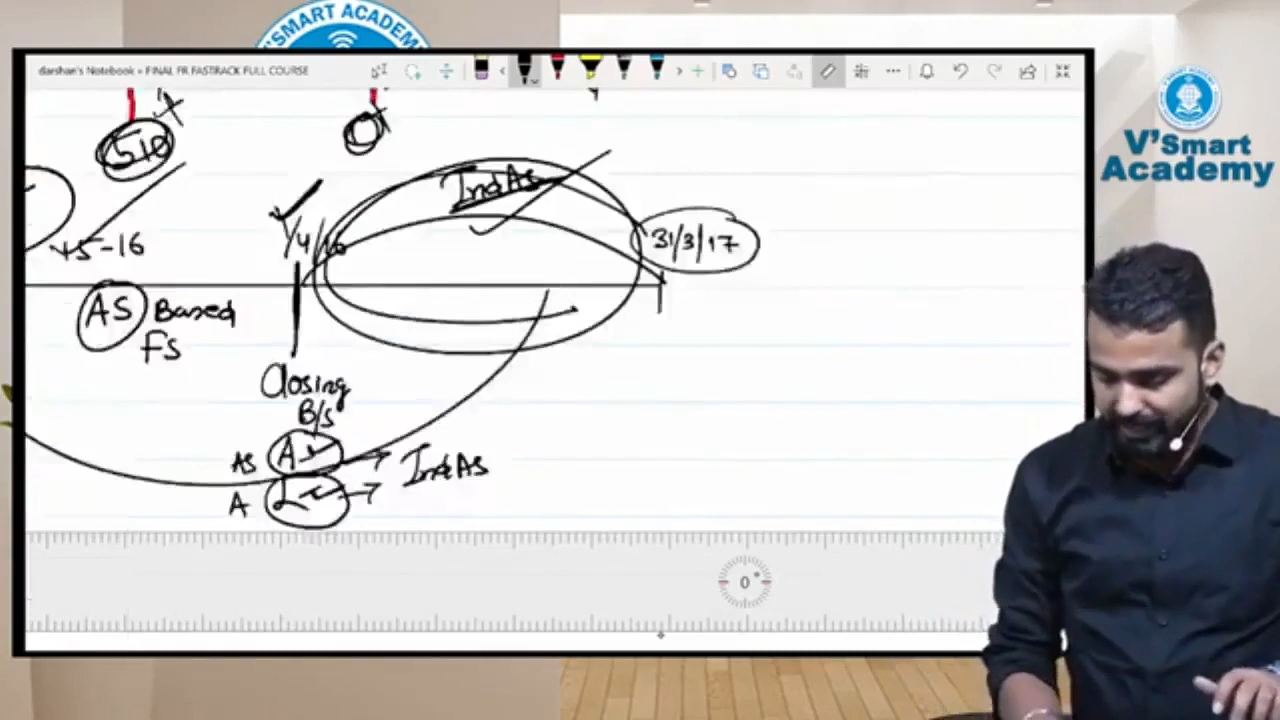 V'SMART ACADEMY
darshan's Notebook » FINAL FR FASTRACK FULL COURSE
V'Smart
Academy
510
Ind AS
15-16
1/4/16
31/3/17
AS Based
FS
Closing
B/s
AS A
A L
Ind AS
0°